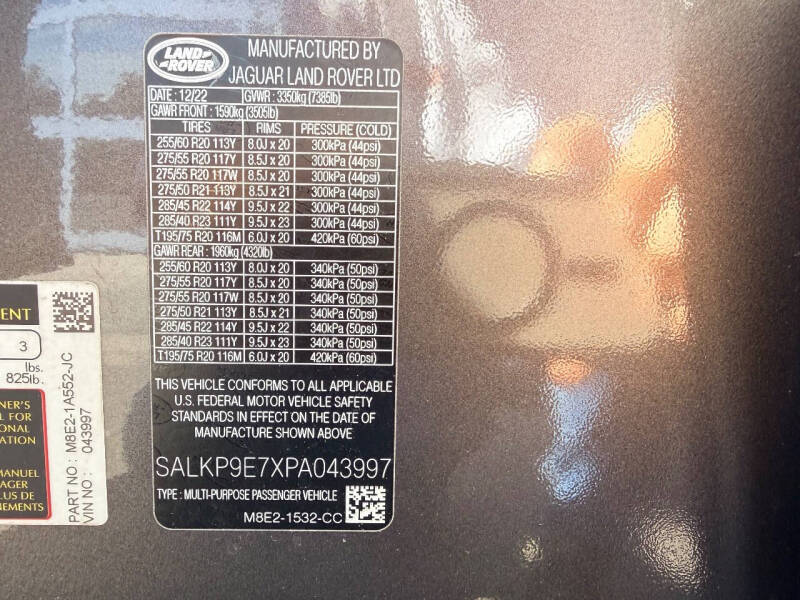 LAND ROVER
MANUFACTURED BY
JAGUAR LAND ROVER LTD
DATE : 12/22 GVWR : 3350kg (7385lb)
GAWR FRONT : 1590kg (3505lb)
TIRES RIMS PRESSURE (COLD)
255/60 R20 113Y 8.0J x 20 300kPa (44psi)
275/55 R20 117Y 8.5J x 20 300kPa (44psi)
275/55 R20 117W 8.5J x 20 300kPa (44psi)
275/50 R21 113Y 8.5J x 21 300kPa (44psi)
285/45 R22 114Y 9.5J x 22 300kPa (44psi)
285/40 R23 111Y 9.5J x 23 300kPa (44psi)
T195/75 R20 116M 6.0J x 20 420kPa (60psi)
GAWR REAR : 1960kg (4320lb)
255/60 R20 113Y 8.0J x 20 340kPa (50psi)
275/55 R20 117Y 8.5J x 20 340kPa (50psi)
275/55 R20 117W 8.5J x 20 340kPa (50psi)
275/50 R21 113Y 8.5J x 21 340kPa (50psi)
285/45 R22 114Y 9.5J x 22 340kPa (50psi)
285/40 R23 111Y 9.5J x 23 340kPa (50psi)
T195/75 R20 116M 6.0J x 20 420kPa (60psi)
THIS VEHICLE CONFORMS TO ALL APPLICABLE
U.S. FEDERAL MOTOR VEHICLE SAFETY
STANDARDS IN EFFECT ON THE DATE OF
MANUFACTURE SHOWN ABOVE
SALKP9E7XPA043997
TYPE : MULTI-PURPOSE PASSENGER VEHICLE
M8E2-1532-CC
ENT
3
lbs.
825lb.
NER'S
L FOR
ONAL
ATION
MANUEL
AGER
LUS DE
NEMENTS
PART NO : M8E2-1A552-JC
VIN NO : 043997